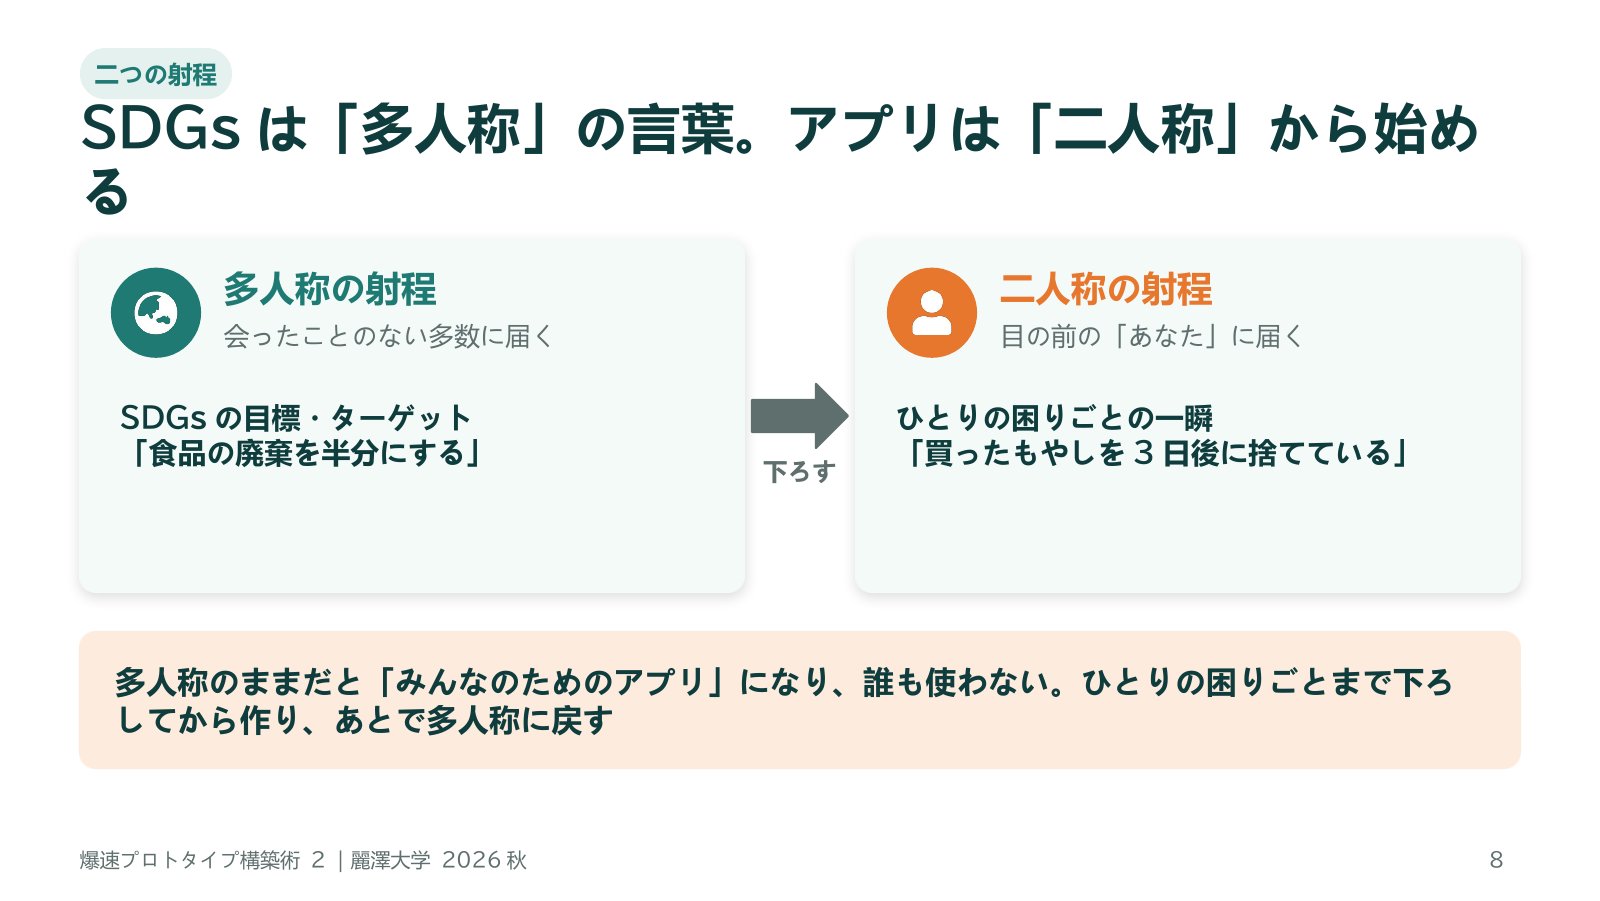 二つの射程
SDGs は「多人称」の言葉。アプリは「二人称」から始め
る
多人称の射程
会ったことのない多数に届く
SDGs の目標・ターゲット
「食品の廃棄を半分にする」
下ろす
二人称の射程
目の前の「あなた」に届く
ひとりの困りごとの一瞬
「買ったもやしを 3 日後に捨てている」
多人称のままだと「みんなのためのアプリ」になり、誰も使わない。ひとりの困りごとまで下ろ
してから作り、あとで多人称に戻す
爆速プロトタイプ構築術 2 | 麗澤大学 2026 秋
8